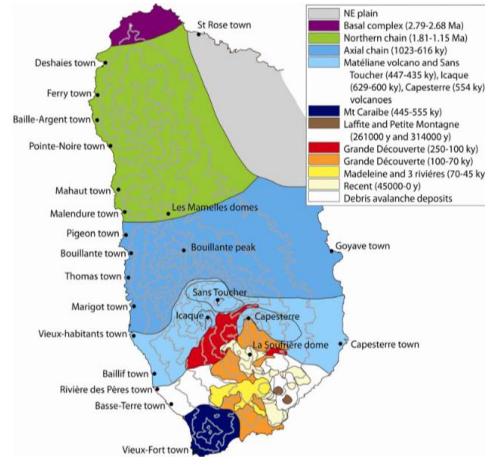 St Rose town
Deshaies town
Ferry town
Baille-Argent town
Pointe-Noire town
Mahaut town
Les Mamelles domes
Malendure town
Pigeon town
Bouillante peak
Goyave town
Bouillante town
Thomas town
Sans Toucher
Marigot town
Icaque
Capesterre
Vieux-habitants town
La Soufrière dome
Capesterre town
Baillif town
Rivière des Pères town
Basse-Terre town
Vieux-Fort town
NE plain
Basal complex (2.79-2.68 Ma)
Northern chain (1.81-1.15 Ma)
Axial chain (1023-616 ky)
Matéliane volcano and Sans
Toucher (447-435 ky), Icaque
(629-600 ky), Capesterre (554 ky)
volcanoes
Mt Caraibe (445-555 ky)
Laffite and Petite Montagne
(261000 y and 314000 y)
Grande Découverte (250-100 ky)
Grande Découverte (100-70 ky)
Madeleine and 3 rivières (70-45 ky)
Recent (45000-0 y)
Debris avalanche deposits